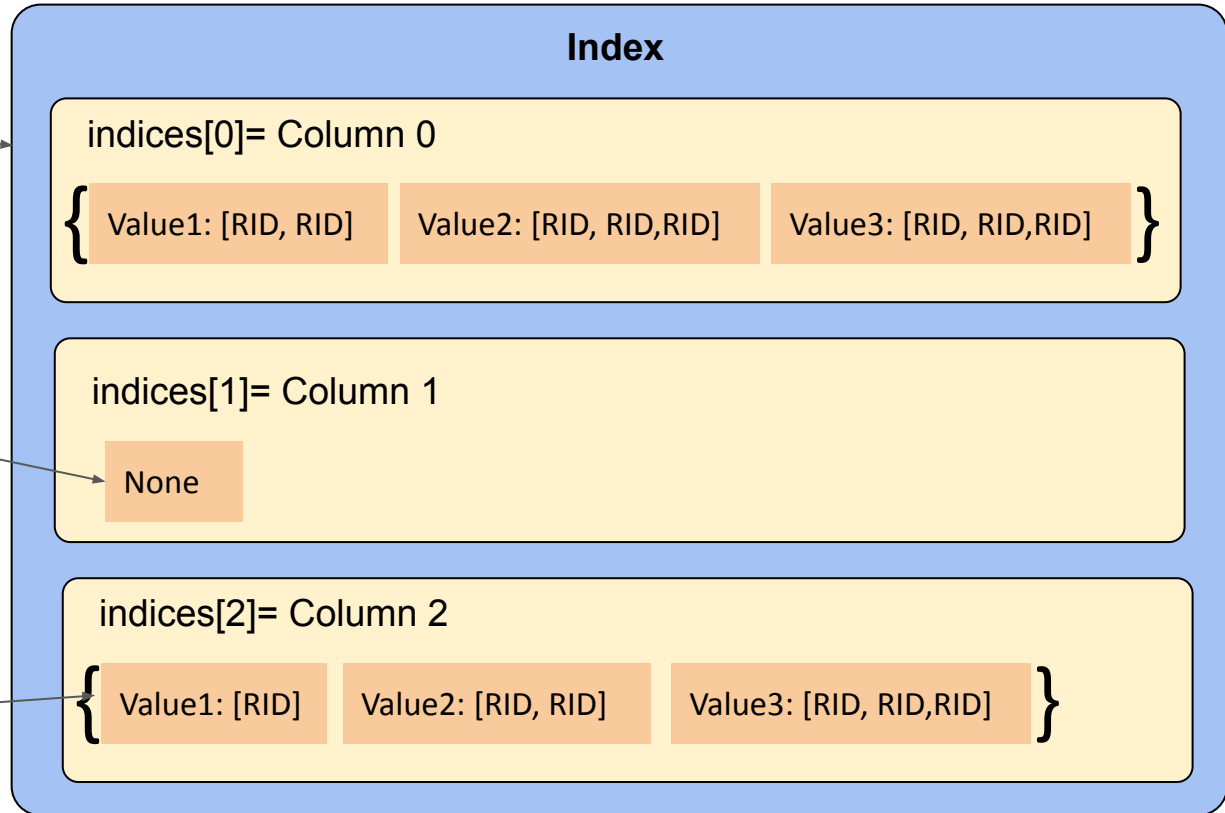 Index
indices[0]= Column 0
{ Value1: [RID, RID] Value2: [RID, RID,RID] Value3: [RID, RID,RID] }
indices[1]= Column 1
None
indices[2]= Column 2
{ Value1: [RID] Value2: [RID, RID] Value3: [RID, RID,RID] }